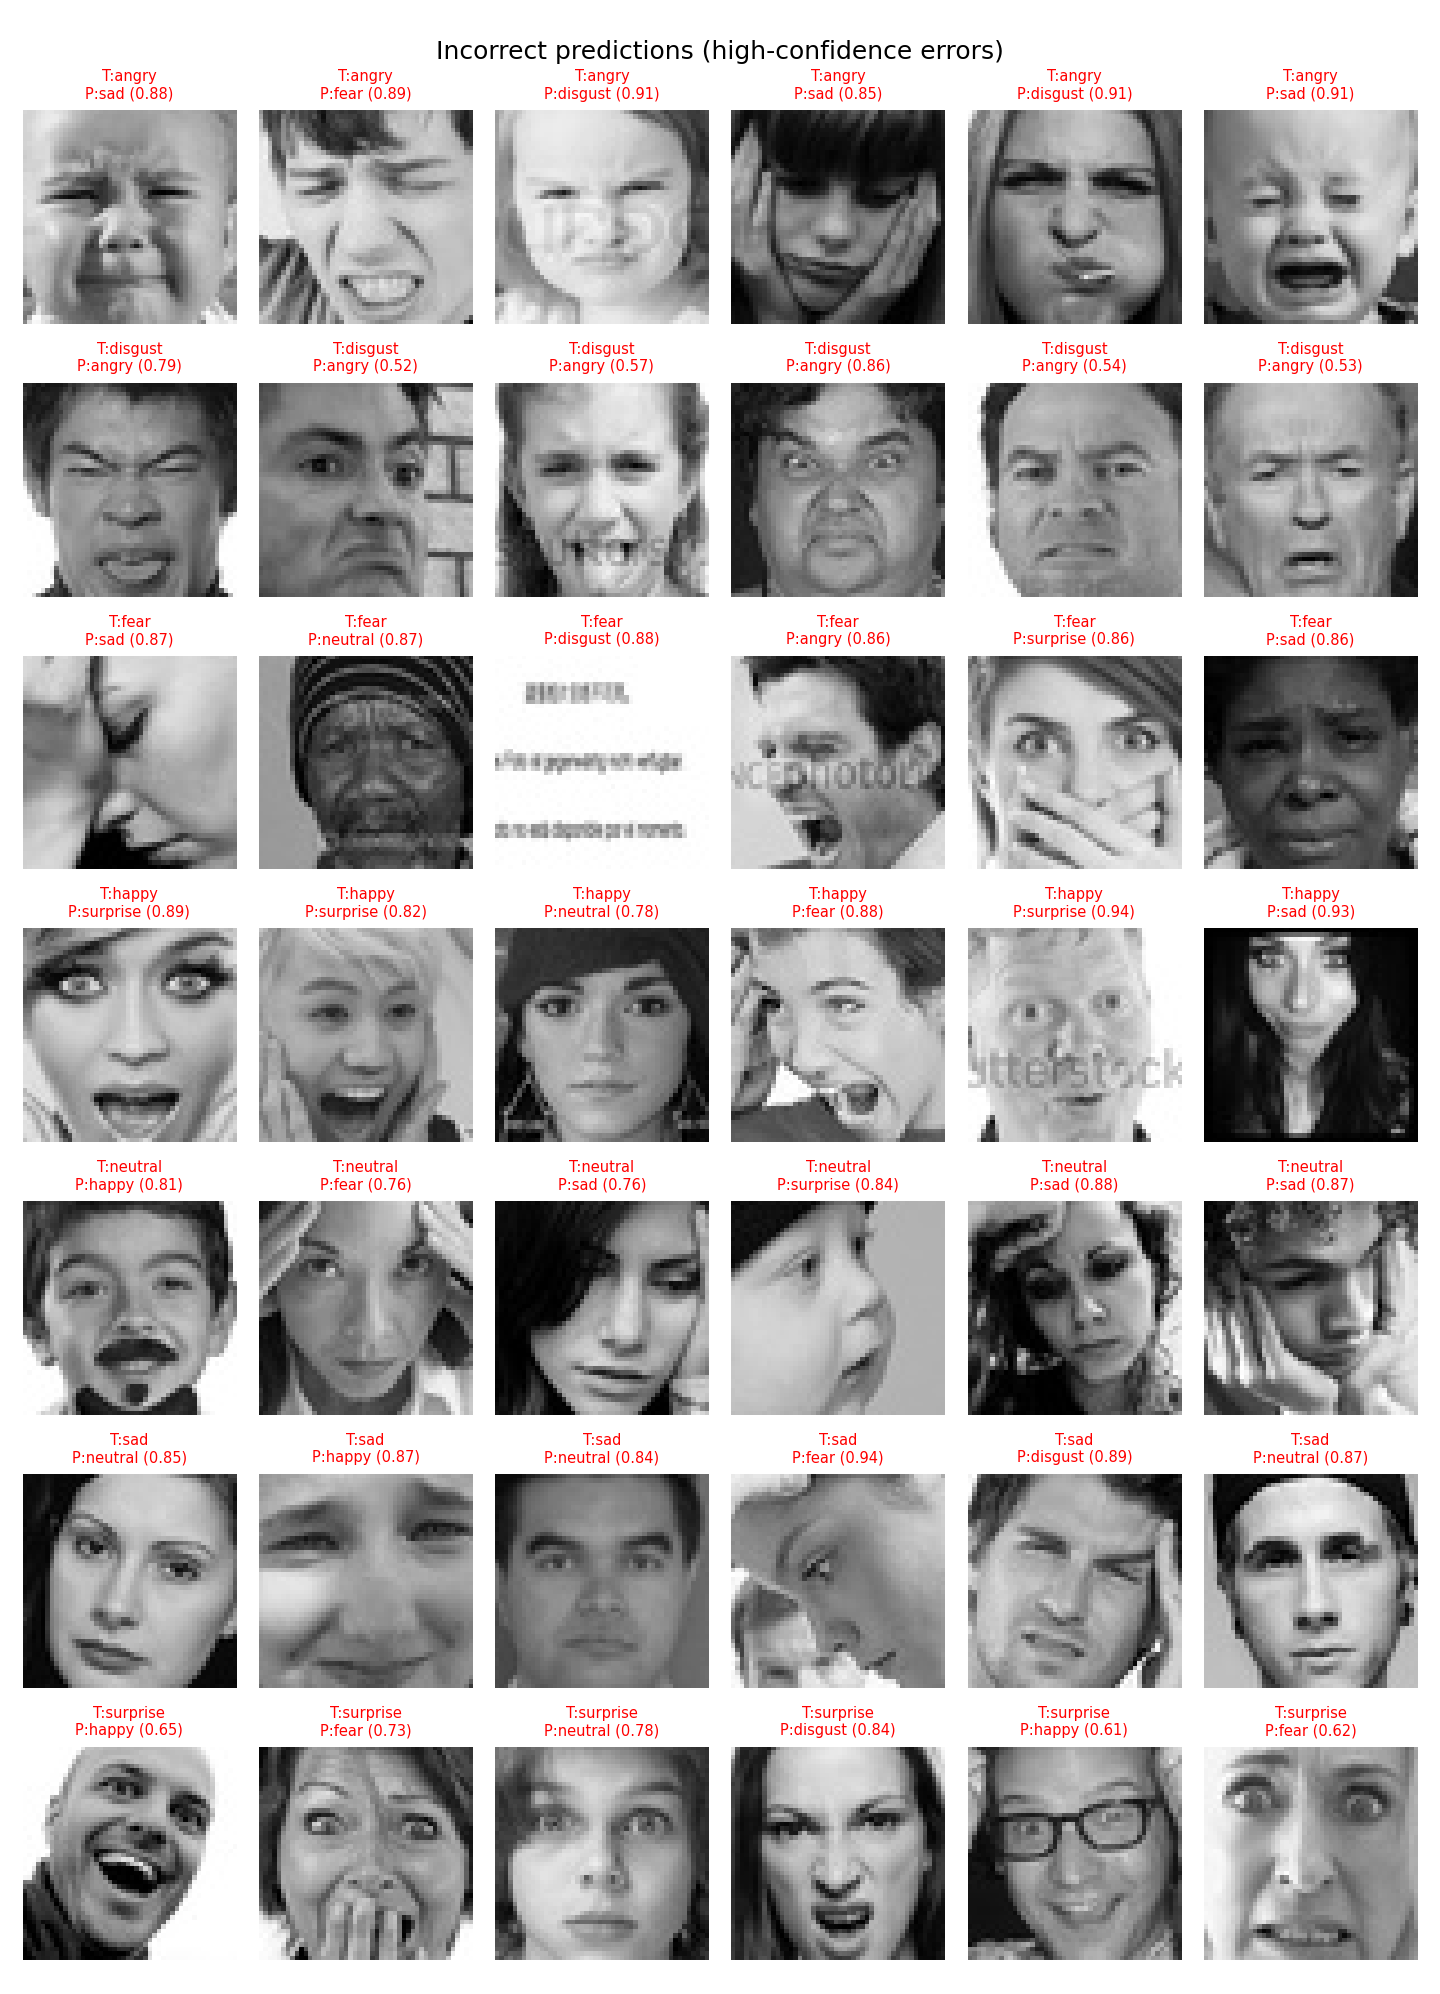 Incorrect predictions (high-confidence errors)
T:angry
P:sad (0.88)
T:angry
P:fear (0.89)
T:angry
P:disgust (0.91)
T:angry
P:sad (0.85)
T:angry
P:disgust (0.91)
T:angry
P:sad (0.91)
T:disgust
P:angry (0.79)
T:disgust
P:angry (0.52)
T:disgust
P:angry (0.57)
T:disgust
P:angry (0.86)
T:disgust
P:angry (0.54)
T:disgust
P:angry (0.53)
T:fear
P:sad (0.87)
T:fear
P:neutral (0.87)
T:fear
P:disgust (0.88)
T:fear
P:angry (0.86)
T:fear
P:surprise (0.86)
T:fear
P:sad (0.86)
T:happy
P:surprise (0.89)
T:happy
P:surprise (0.82)
T:happy
P:neutral (0.78)
T:happy
P:fear (0.88)
T:happy
P:surprise (0.94)
utterstock
T:happy
P:sad (0.93)
T:neutral
P:happy (0.81)
T:neutral
P:fear (0.76)
T:neutral
P:sad (0.76)
T:neutral
P:surprise (0.84)
T:neutral
P:sad (0.88)
T:neutral
P:sad (0.87)
T:sad
P:neutral (0.85)
T:sad
P:happy (0.87)
T:sad
P:neutral (0.84)
T:sad
P:fear (0.94)
T:sad
P:disgust (0.89)
T:sad
P:neutral (0.87)
T:surprise
P:happy (0.65)
T:surprise
P:fear (0.73)
T:surprise
P:neutral (0.78)
T:surprise
P:disgust (0.84)
T:surprise
P:happy (0.61)
T:surprise
P:fear (0.62)